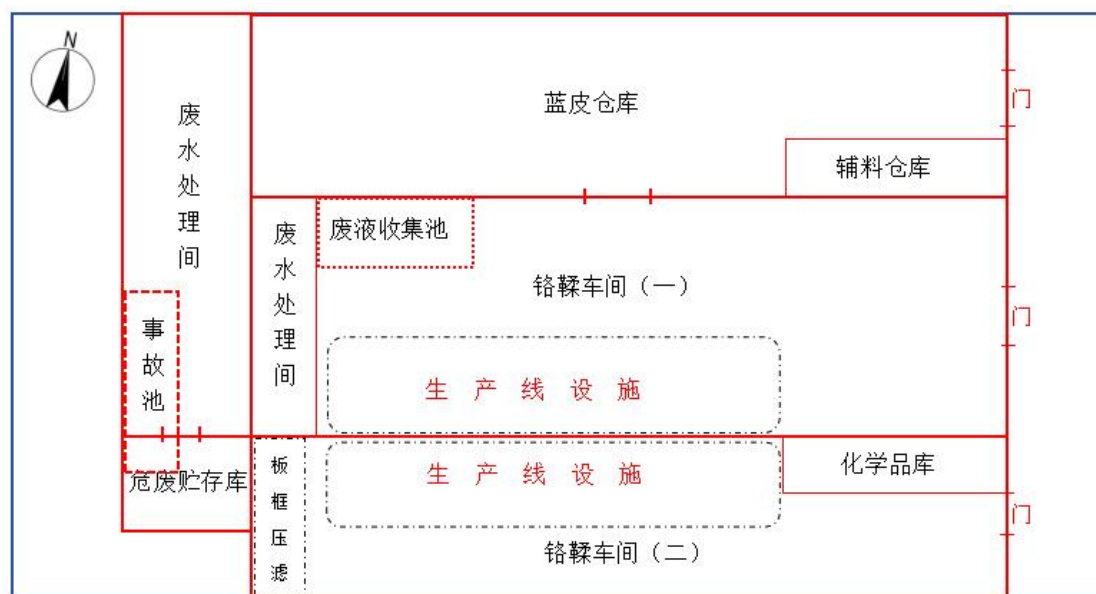 N
废水处理间
蓝皮仓库
门
辅料仓库
废水处理间
废液收集池
铬鞣车间（一）
门
事故池
生产线设施
危废贮存库
板框压滤
生产线设施
化学品库
门
铬鞣车间（二）